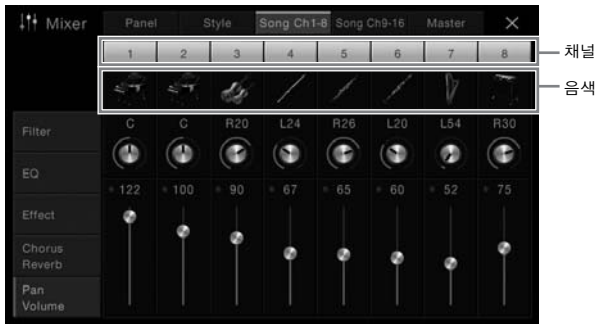 Mixer
Panel Style Song Ch1-8 Song Ch9-16 Master
1 2 3 4 5 6 7 8
채널
음색
Filter
EQ
Effect
Chorus
Reverb
Pan
Volume
C C R20 L24 R26 L20 L54 R30
122 100 90 67 65 60 52 75